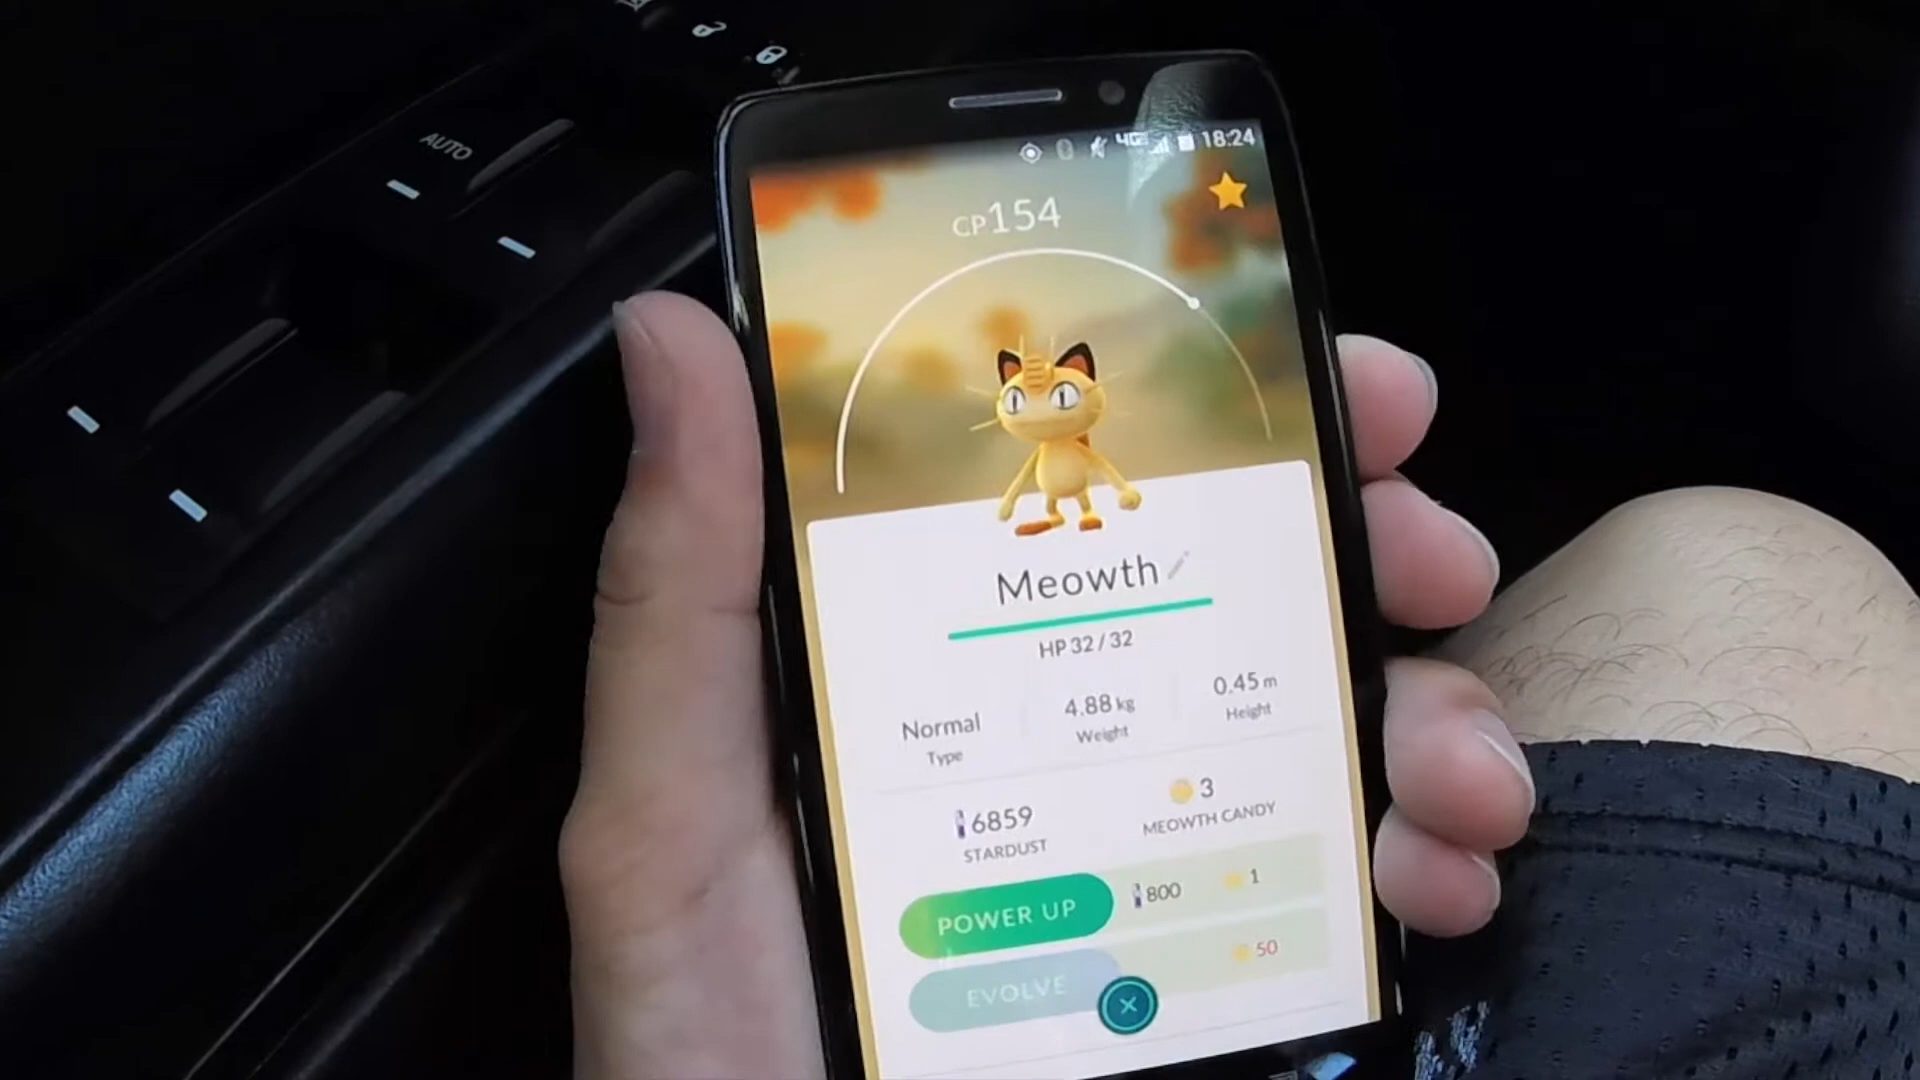 AUTO
4G 18:24
CP154
Meowth
HP 32 / 32
Normal
Type
4.88 kg
Weight
0.45 m
Height
6859
STARDUST
3
MEOWTH CANDY
POWER UP
800
1
EVOLVE
50